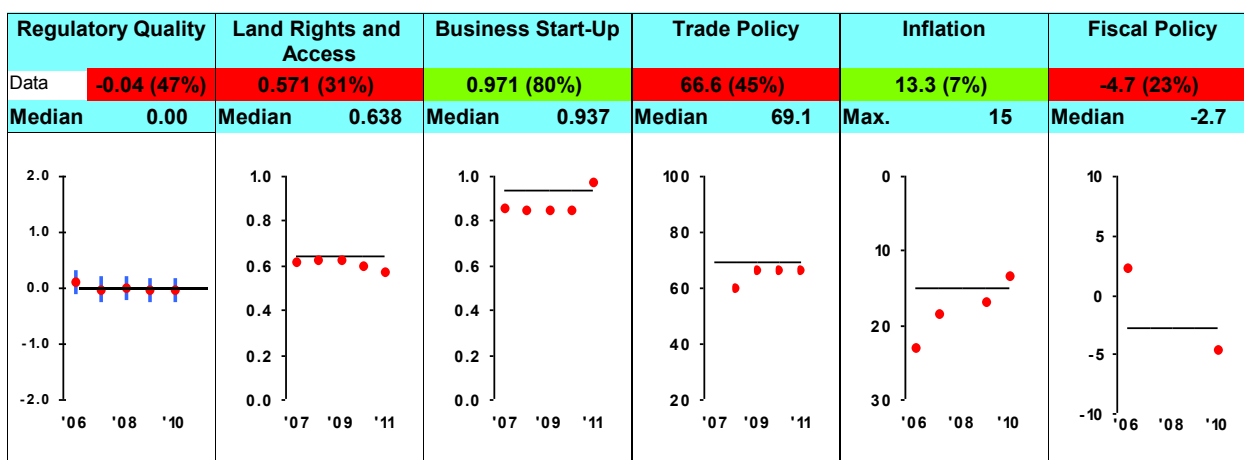 Regulatory Quality
Land Rights and
Access
Business Start-Up
Trade Policy
Inflation
Fiscal Policy
Data -0.04 (47%)
0.571 (31%)
0.971 (80%)
66.6 (45%)
13.3 (7%)
-4.7 (23%)
Median 0.00
Median 0.638
Median 0.937
Median 69.1
Max. 15
Median -2.7
2.0
1.0
0.0
-1.0
-2.0
'06 '08 '10
1.0
0.8
0.6
0.4
0.2
0.0
'07 '09 '11
1.0
0.8
0.6
0.4
0.2
0.0
'07 '09 '11
100
80
60
40
20
'07 '09 '11
0
10
20
30
'06 '08 '10
10
5
0
-5
-10
'06 '08 '10